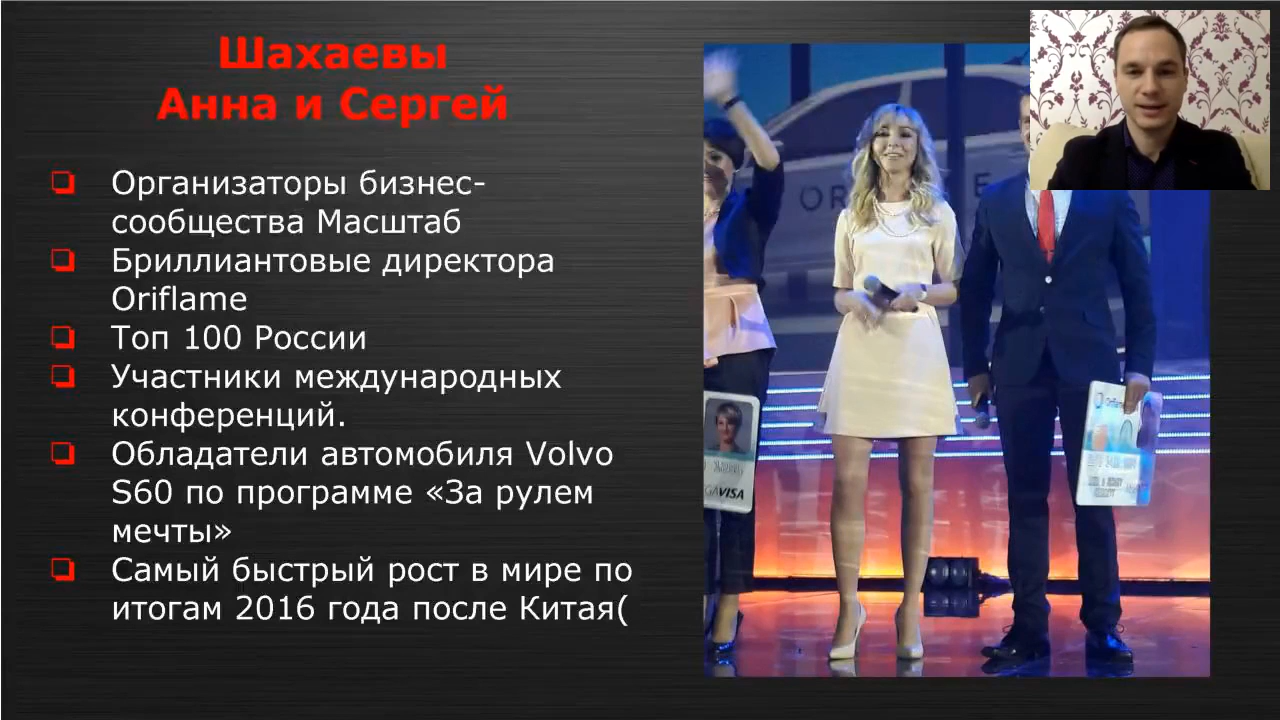 Шахаевы
Анна и Сергей
❏ Организаторы бизнес-
сообщества Масштаб
❏ Бриллиантовые директора
Oriflame
❏ Топ 100 России
❏ Участники международных
конференций.
❏ Обладатели автомобиля Volvo
S60 по программе «За рулем
мечты»
❏ Самый быстрый рост в мире по
итогам 2016 года после Китая(
VISA